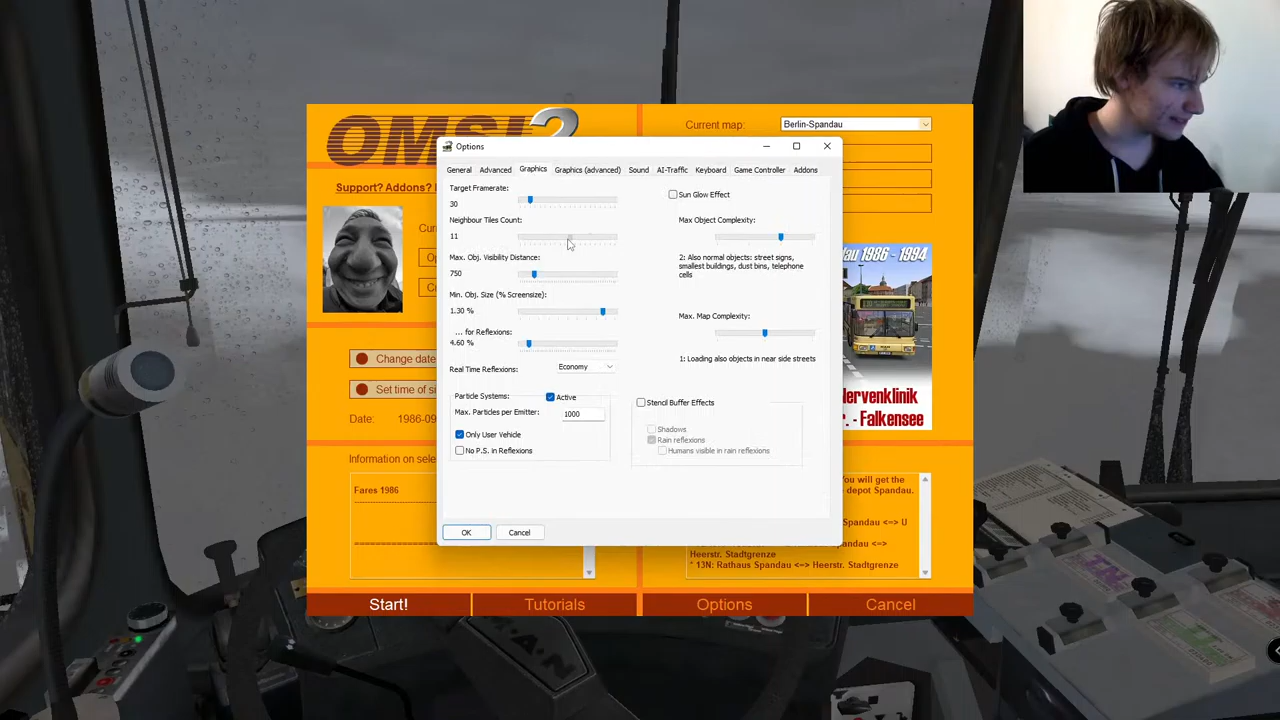 OMSI 2
Current map:
Berlin-Spandau
Options
General
Advanced
Graphics
Graphics (advanced)
Sound
AI-Traffic
Keyboard
Game Controller
Addons
Support? Addons?
Target Framerate:
30
Neighbour Tiles Count:
11
Max. Obj. Visibility Distance:
750
Min. Obj. Size (% Screensize):
1.30 %
... for Reflexions:
4.60 %
Real Time Reflexions:
Economy
Particle Systems:
Active
Max. Particles per Emitter:
1000
Only User Vehicle
No P.S. in Reflexions
Sun Glow Effect
Max Object Complexity:
2: Also normal objects: street signs,
smallest buildings, dust bins, telephone
cells
Max. Map Complexity:
1: Loading also objects in near side streets
Stencil Buffer Effects
Shadows
Rain reflexions
Humans visible in rain reflexions
OK
Cancel
Change date
Set time of
Date:
1986-09
Information on sele
Fares 1986
1986 - 1994
Nervenklinik
- Falkensee
You will get the
depot Spandau.
Spandau <=> U
Spandau <=>
Heerstr. Stadtgrenze
* 13N: Rathaus Spandau <=> Heerstr. Stadtgrenze
Start!
Tutorials
Options
Cancel
M·A·N